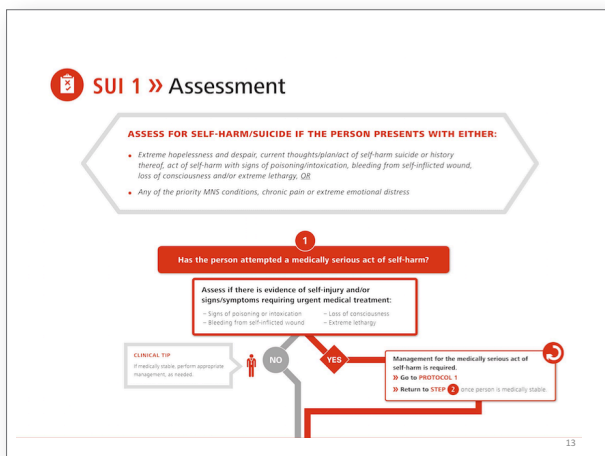 SUI 1 » Assessment
ASSESS FOR SELF-HARM/SUICIDE IF THE PERSON PRESENTS WITH EITHER:
• Extreme hopelessness and despair, current thoughts/plan/act of self-harm suicide or history
thereof, act of self-harm with signs of poisoning/intoxication, bleeding from self-inflicted wound,
loss of consciousness and/or extreme lethargy, OR
• Any of the priority MNS conditions, chronic pain or extreme emotional distress
1
Has the person attempted a medically serious act of self-harm?
Assess if there is evidence of self-injury and/or
signs/symptoms requiring urgent medical treatment:
– Signs of poisoning or intoxication
– Bleeding from self-inflicted wound
– Loss of consciousness
– Extreme lethargy
CLINICAL TIP
If medically stable, perform appropriate
management, as needed.
NO
YES
Management for the medically serious act of
self-harm is required.
» Go to PROTOCOL 1
» Return to STEP 2 once person is medically stable.
13